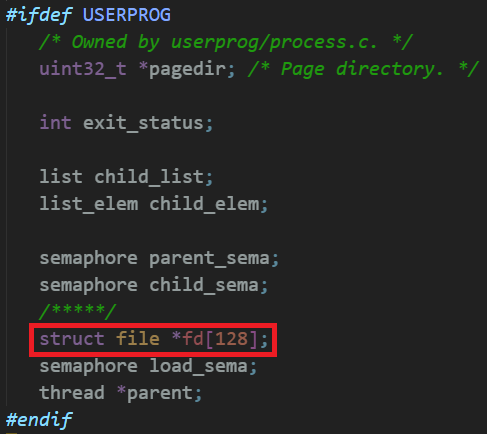 #ifdef USERPROG
/* Owned by userprog/process.c. */
uint32_t *pagedir; /* Page directory. */
int exit_status;
list child_list;
list_elem child_elem;
semaphore parent_sema;
semaphore child_sema;
/*****/
struct file *fd[128];
semaphore load_sema;
thread *parent;
#endif